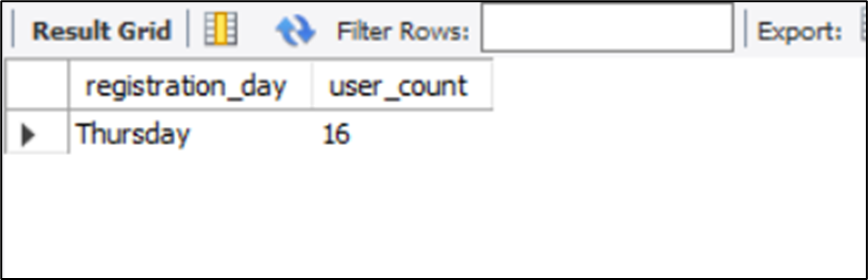 Result Grid Filter Rows: Export:
registration_day user_count
Thursday 16